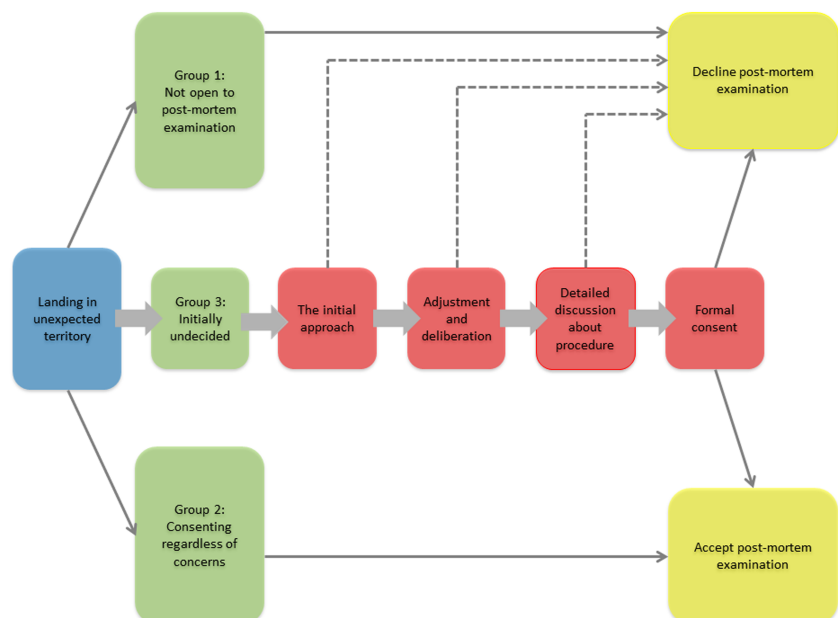 Group 1:
Not open to
post-mortem
examination
Decline post-mortem
examination
Landing in
unexpected
territory
Group 3:
Initially
undecided
The initial
approach
Adjustment
and
deliberation
Detailed
discussion
about
procedure
Formal
consent
Group 2:
Consenting
regardless of
concerns
Accept post-mortem
examination